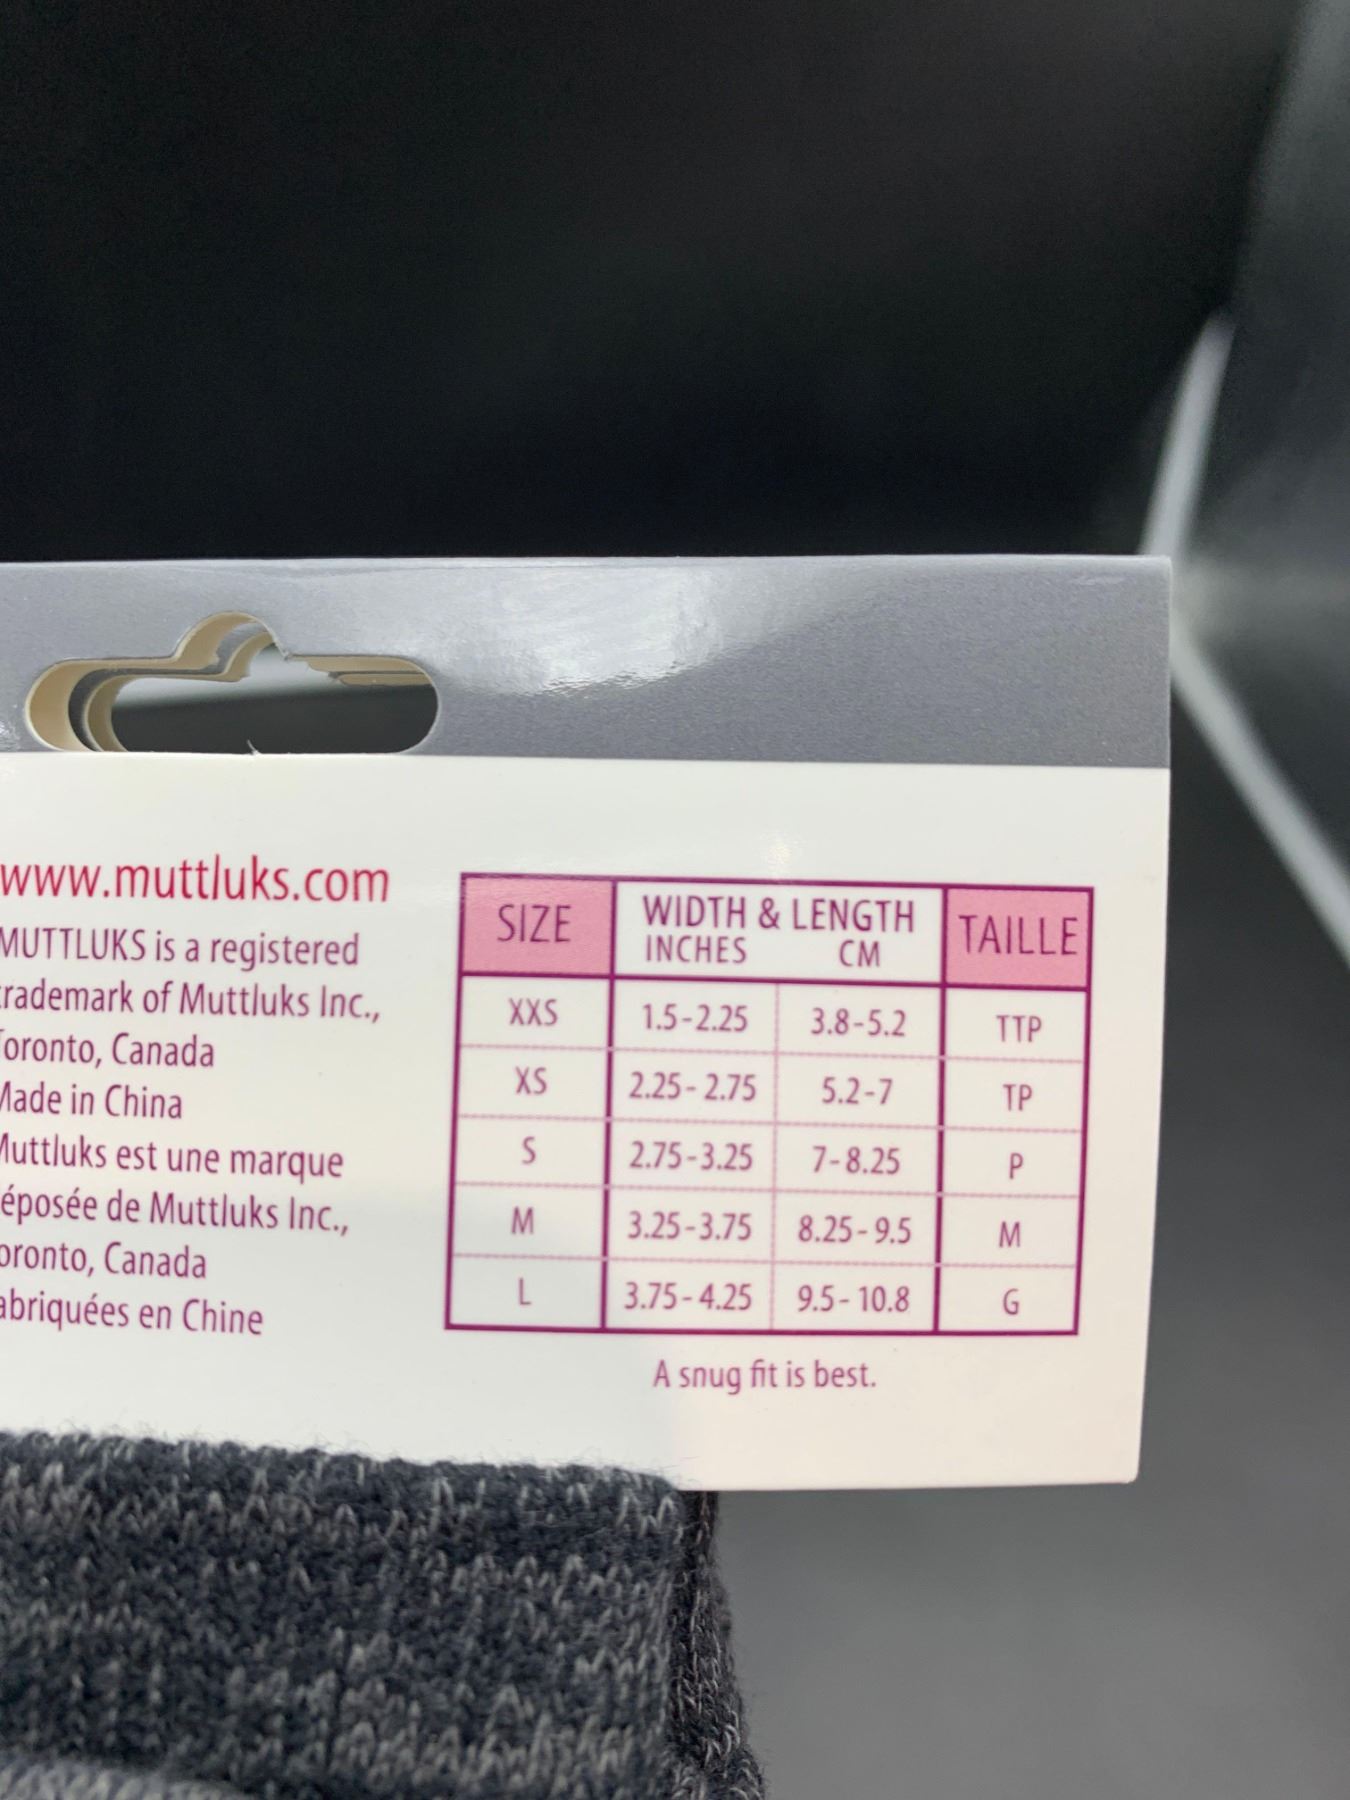 www.muttluks.com
MUTTLUKS is a registered
trademark of Muttluks Inc.,
Toronto, Canada
Made in China
Muttluks est une marque
éposée de Muttluks Inc.,
oronto, Canada
abriquées en Chine
SIZE WIDTH & LENGTH TAILLE
INCHES CM
XXS 1.5-2.25 3.8-5.2 TTP
XS 2.25-2.75 5.2-7 TP
S 2.75-3.25 7-8.25 P
M 3.25-3.75 8.25-9.5 M
L 3.75-4.25 9.5-10.8 G
A snug fit is best.